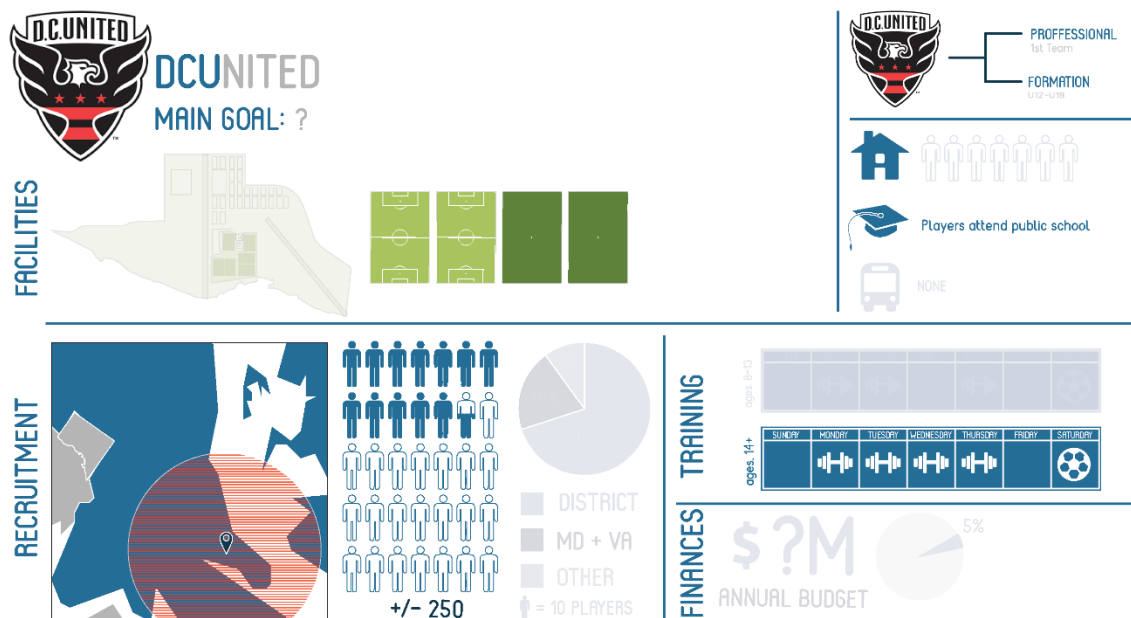 D.C.UNITED
DCUNITED
MAIN GOAL: ?
D.C.UNITED
PROFFESSIONAL
1st Team
FORMATION
U12-U19
FACILITIES
Players attend public school
NONE
RECRUITMENT
+/- 250
DISTRICT
MD + VA
OTHER
= 10 PLAYERS
TRAINING
ages. 8-13
ages. 14+
SUNDAY MONDAY TUESDAY WEDNESDAY THURSDAY FRIDAY SATURDAY
FINANCES
$ ?M
ANNUAL BUDGET
5%